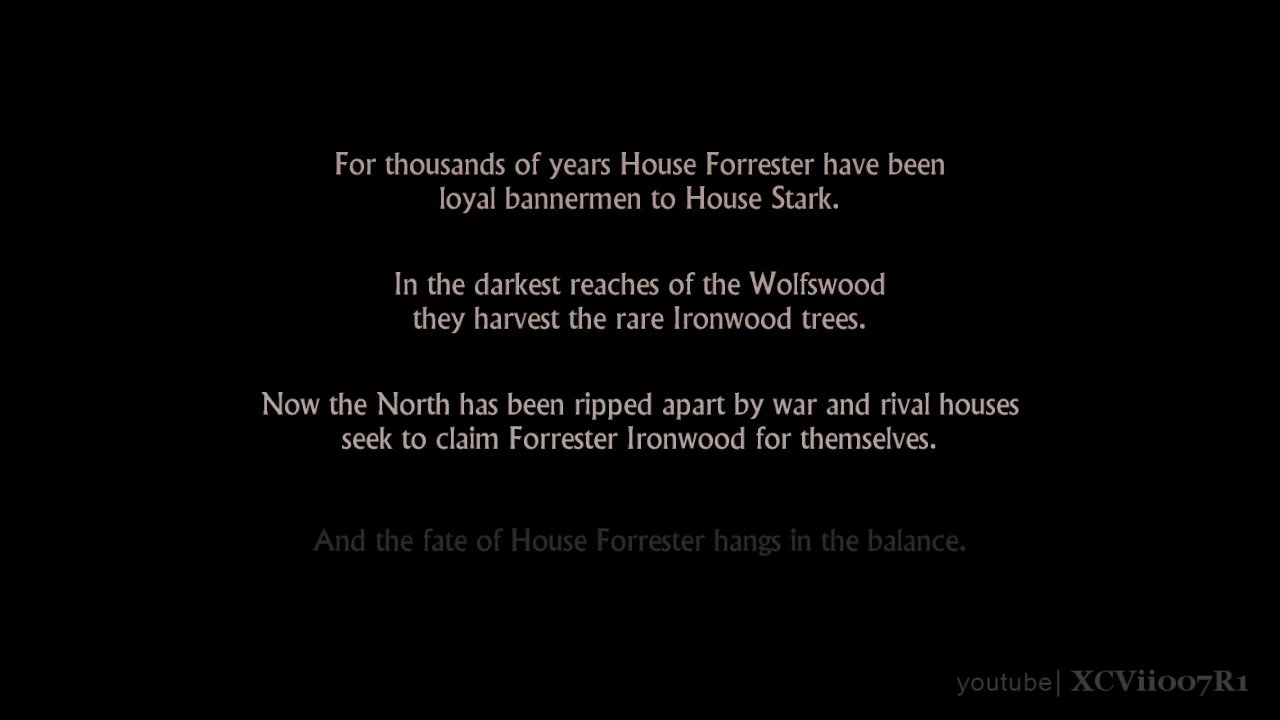 For thousands of years House Forrester have been
loyal bannermen to House Stark.
In the darkest reaches of the Wolfswood
they harvest the rare Ironwood trees.
Now the North has been ripped apart by war and rival houses
seek to claim Forrester Ironwood for themselves.
And the fate of House Forrester hangs in the balance.
youtube| XCVii007R1